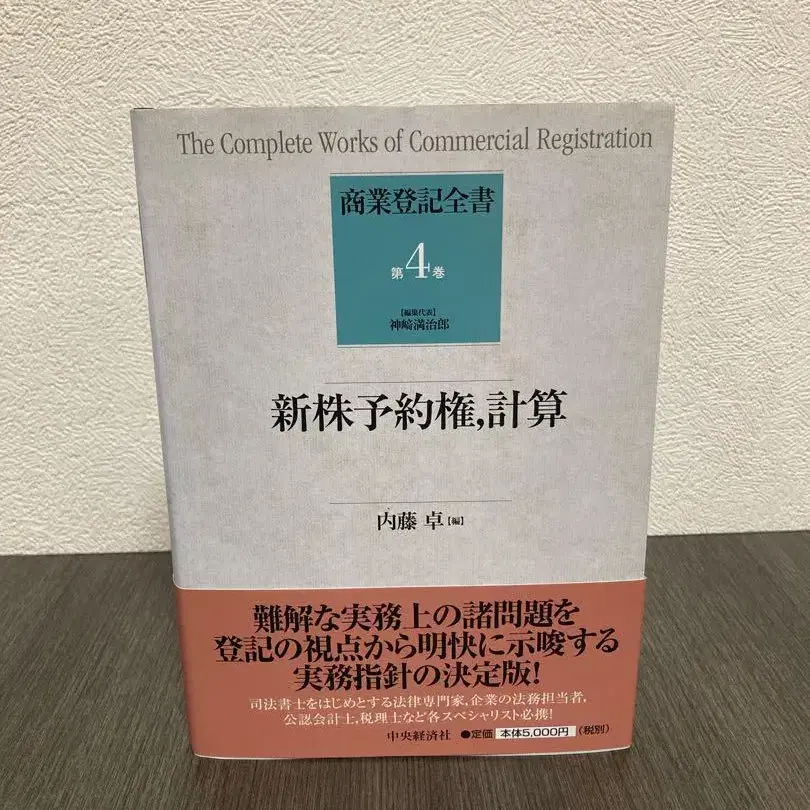 The Complete Works of Commercial Registration
商業登記全書
第4巻
【編集代表】
神﨑満治郎
新株予約権,計算
内藤 卓【編】
難解な実務上の諸問題を
登記の視点から明快に示唆する
実務指針の決定版!
司法書士をはじめとする法律専門家,企業の法務担当者,
公認会計士,税理士など各スペシャリスト必携!
中央経済社 ●定価 本体5,000円(税別)